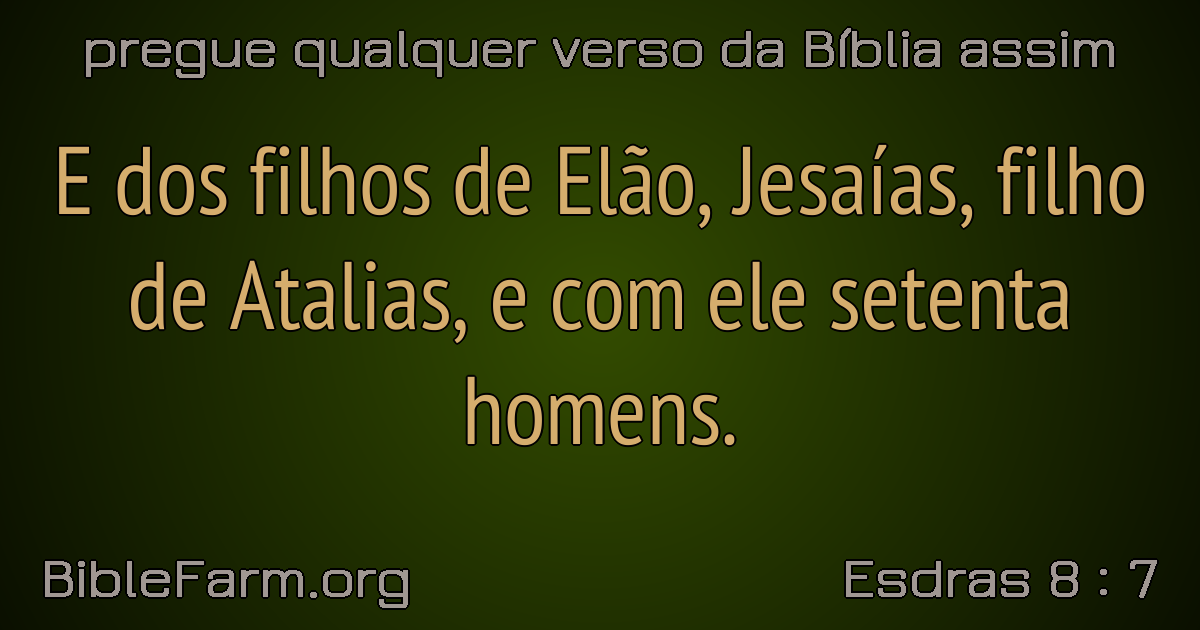 pregue qualquer verso da Bíblia assim
E dos filhos de Elão, Jesaías, filho
de Atalias, e com ele setenta
homens.
BibleFarm.org
Esdras 8 : 7